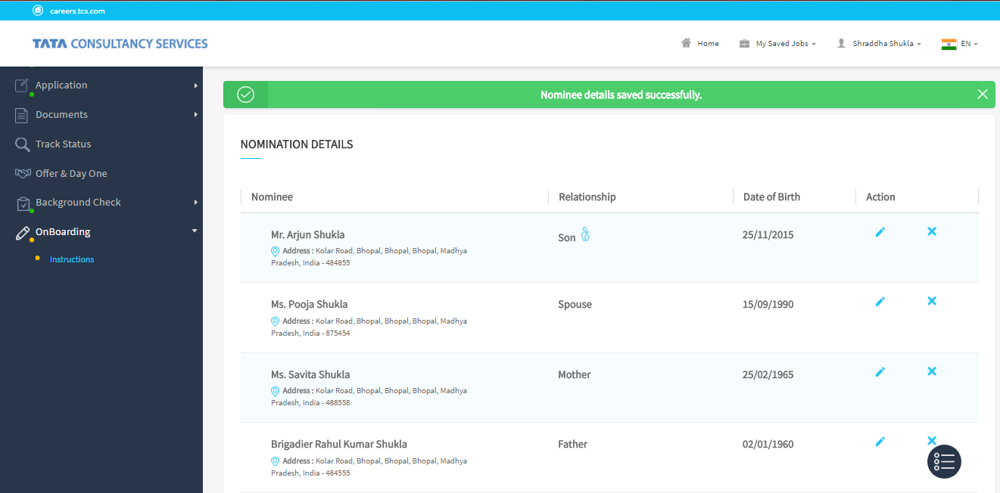 careers.tcs.com
TATA CONSULTANCY SERVICES
Home
My Saved Jobs
Shraddha Shukla
EN
Application
Documents
Track Status
Offer & Day One
Background Check
OnBoarding
Instructions
Nominee details saved successfully.
NOMINATION DETAILS
Nominee
Relationship
Date of Birth
Action
Mr. Arjun Shukla
Son
25/11/2015
Address : Kolar Road, Bhopal, Bhopal, Bhopal, Madhya
Pradesh, India - 484855
Ms. Pooja Shukla
Spouse
15/09/1990
Address : Kolar Road, Bhopal, Bhopal, Bhopal, Madhya
Pradesh, India - 875454
Ms. Savita Shukla
Mother
25/02/1965
Address : Kolar Road, Bhopal, Bhopal, Bhopal, Madhya
Pradesh, India - 488558
Brigadier Rahul Kumar Shukla
Father
02/01/1960
Address : Kolar Road, Bhopal, Bhopal, Bhopal, Madhya
Pradesh, India - 484555